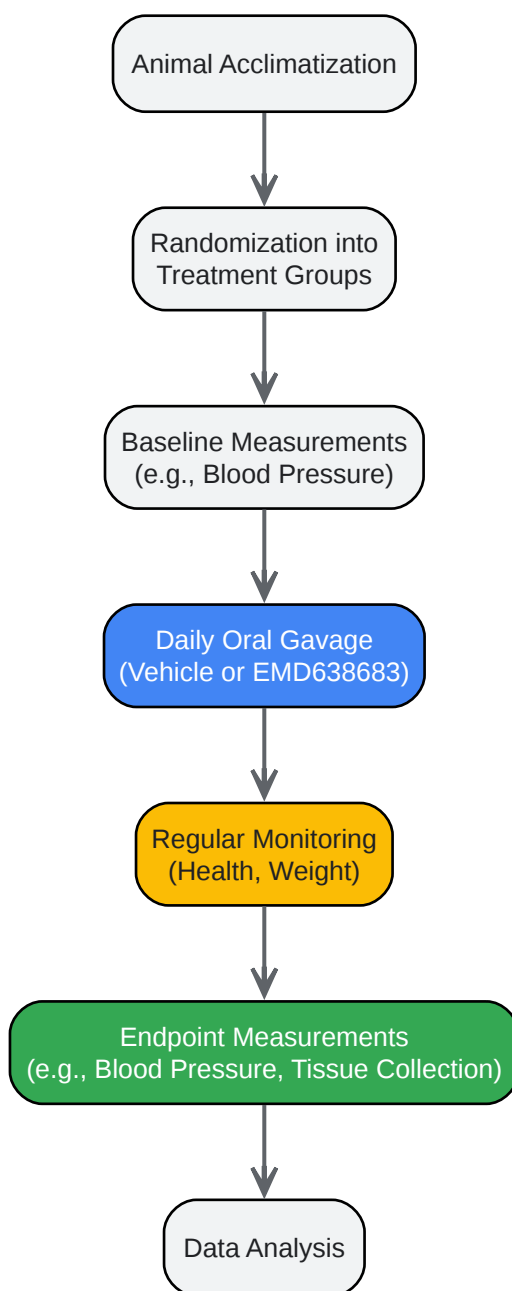 Animal Acclimatization
Randomization into
Treatment Groups
Baseline Measurements
(e.g., Blood Pressure)
Daily Oral Gavage
(Vehicle or EMD638683)
Regular Monitoring
(Health, Weight)
Endpoint Measurements
(e.g., Blood Pressure, Tissue Collection)
Data Analysis